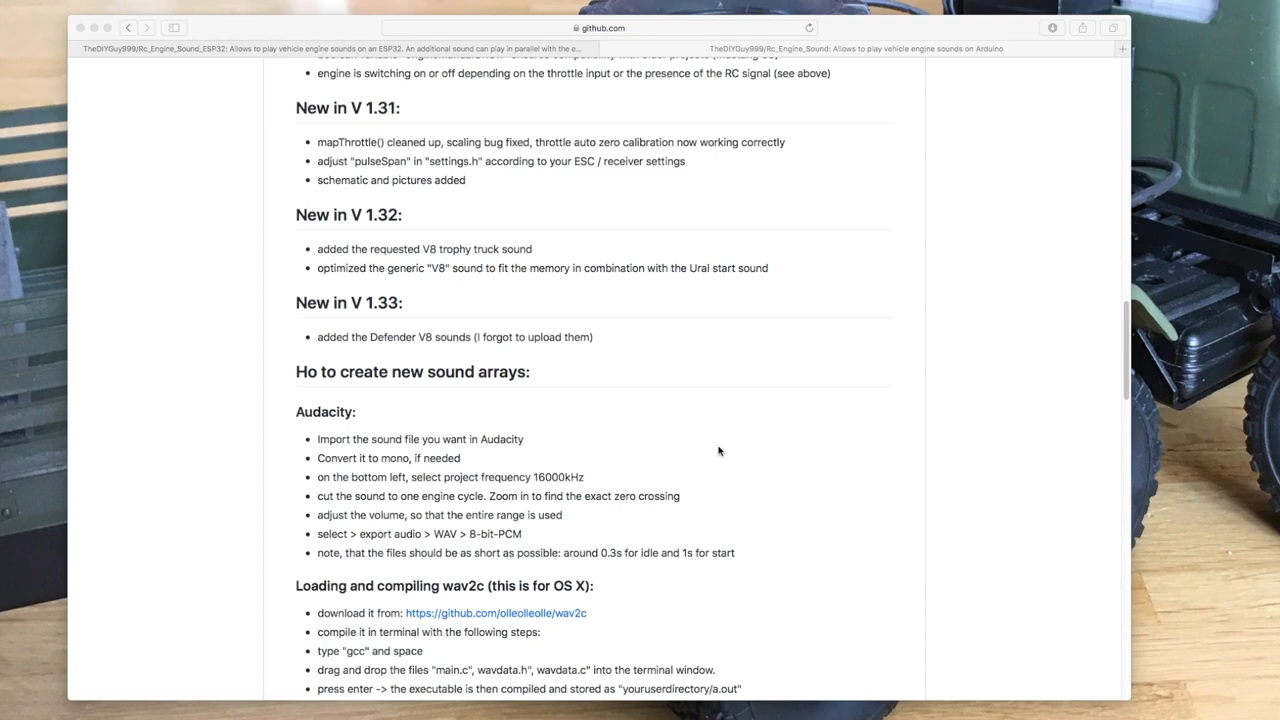 github.com
TheDIYGuy999/Rc_Engine_Sound_ESP32: Allows to play vehicle engine sounds on an ESP32. An additional sound can play in parallel with the e...
TheDIYGuy999/Rc_Engine_Sound: Allows to play vehicle engine sounds on Arduino
engine is switching on or off depending on the throttle input or the presence of the RC signal (see above)
New in V 1.31:
mapThrottle() cleaned up, scaling bug fixed, throttle auto zero calibration now working correctly
adjust "pulseSpan" in "settings.h" according to your ESC / receiver settings
schematic and pictures added
New in V 1.32:
added the requested V8 trophy truck sound
optimized the generic "V8" sound to fit the memory in combination with the Ural start sound
New in V 1.33:
added the Defender V8 sounds (I forgot to upload them)
Ho to create new sound arrays:
Audacity:
Import the sound file you want in Audacity
Convert it to mono, if needed
on the bottom left, select project frequency 16000kHz
cut the sound to one engine cycle. Zoom in to find the exact zero crossing
adjust the volume, so that the entire range is used
select > export audio > WAV > 8-bit-PCM
note, that the files should be as short as possible: around 0.3s for idle and 1s for start
Loading and compiling wav2c (this is for OS X):
download it from: https://github.com/olleolleolle/wav2c
compile it in terminal with the following steps:
type "gcc" and space
drag and drop the files "main.c", wavdata.h", wavdata.c" into the terminal window.
press enter -> the executable is then compiled and stored as "youruserdirectory/a.out"